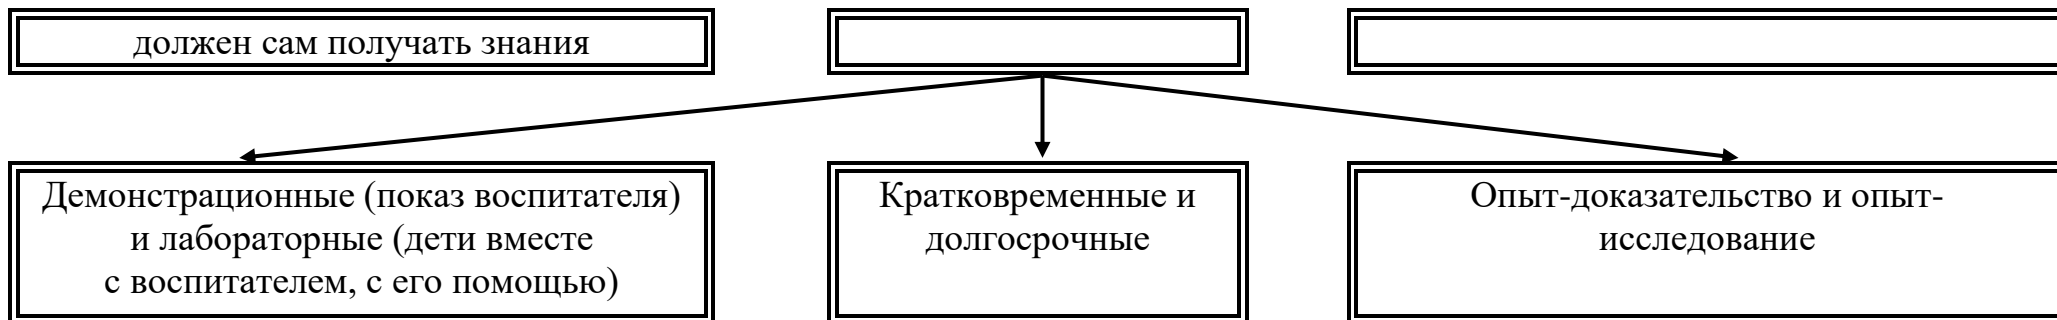 должен сам получать знания
Демонстрационные (показ воспитателя)
и лабораторные (дети вместе
с воспитателем, с его помощью)
Кратковременные и
долгосрочные
Опыт-доказательство и опыт-
исследование